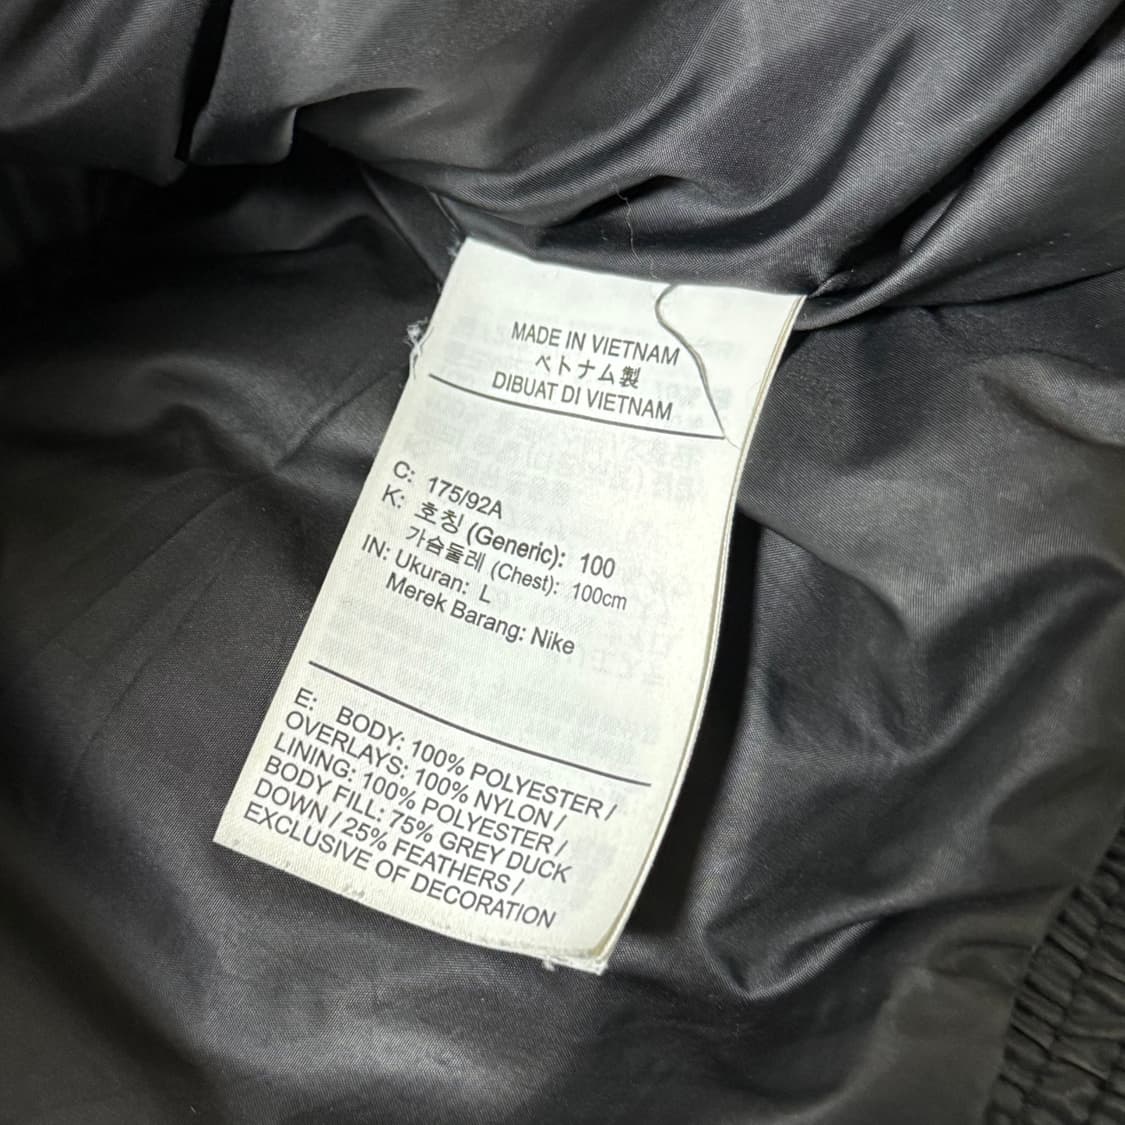 MADE IN VIETNAM
ベトナム製
DIBUAT DI VIETNAM
C: 175/92A
K: 호칭 (Generic): 100
가슴둘레 (Chest): 100cm
IN: Ukuran: L
Merek Barang: Nike
E: BODY: 100% POLYESTER /
OVERLAYS: 100% NYLON /
LINING: 100% POLYESTER /
BODY FILL: 75% GREY DUCK
DOWN / 25% FEATHERS /
EXCLUSIVE OF DECORATION